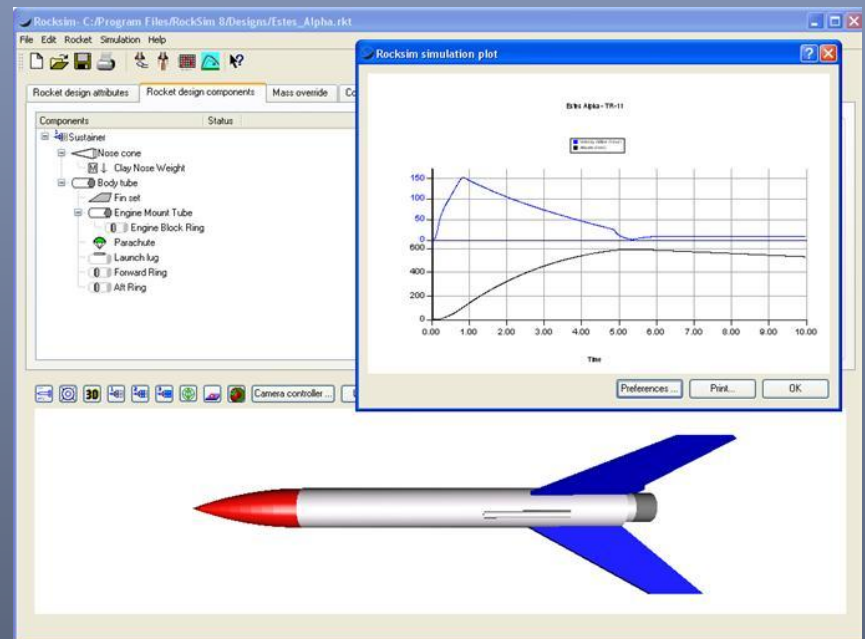 Rocksim- C:/Program Files/RockSim 8/Designs/Estes_Alpha.rkt
File Edit Rocket Simulation Help
Rocket design attributes Rocket design components Mass override
Components Status
Sustainer
Nose cone
M Clay Nose Weight
Body tube
Fin set
Engine Mount Tube
Engine Block Ring
Parachute
Launch lug
Forward Ring
Aft Ring
Rocksim simulation plot
Estes Alpha - TR-11
150
100
50
0
600
400
200
0
0.00 1.00 2.00 3.00 4.00 5.00 6.00 7.00 8.00 9.00 10.00
Time
Preferences ... Print... OK
3D Camera controller ...